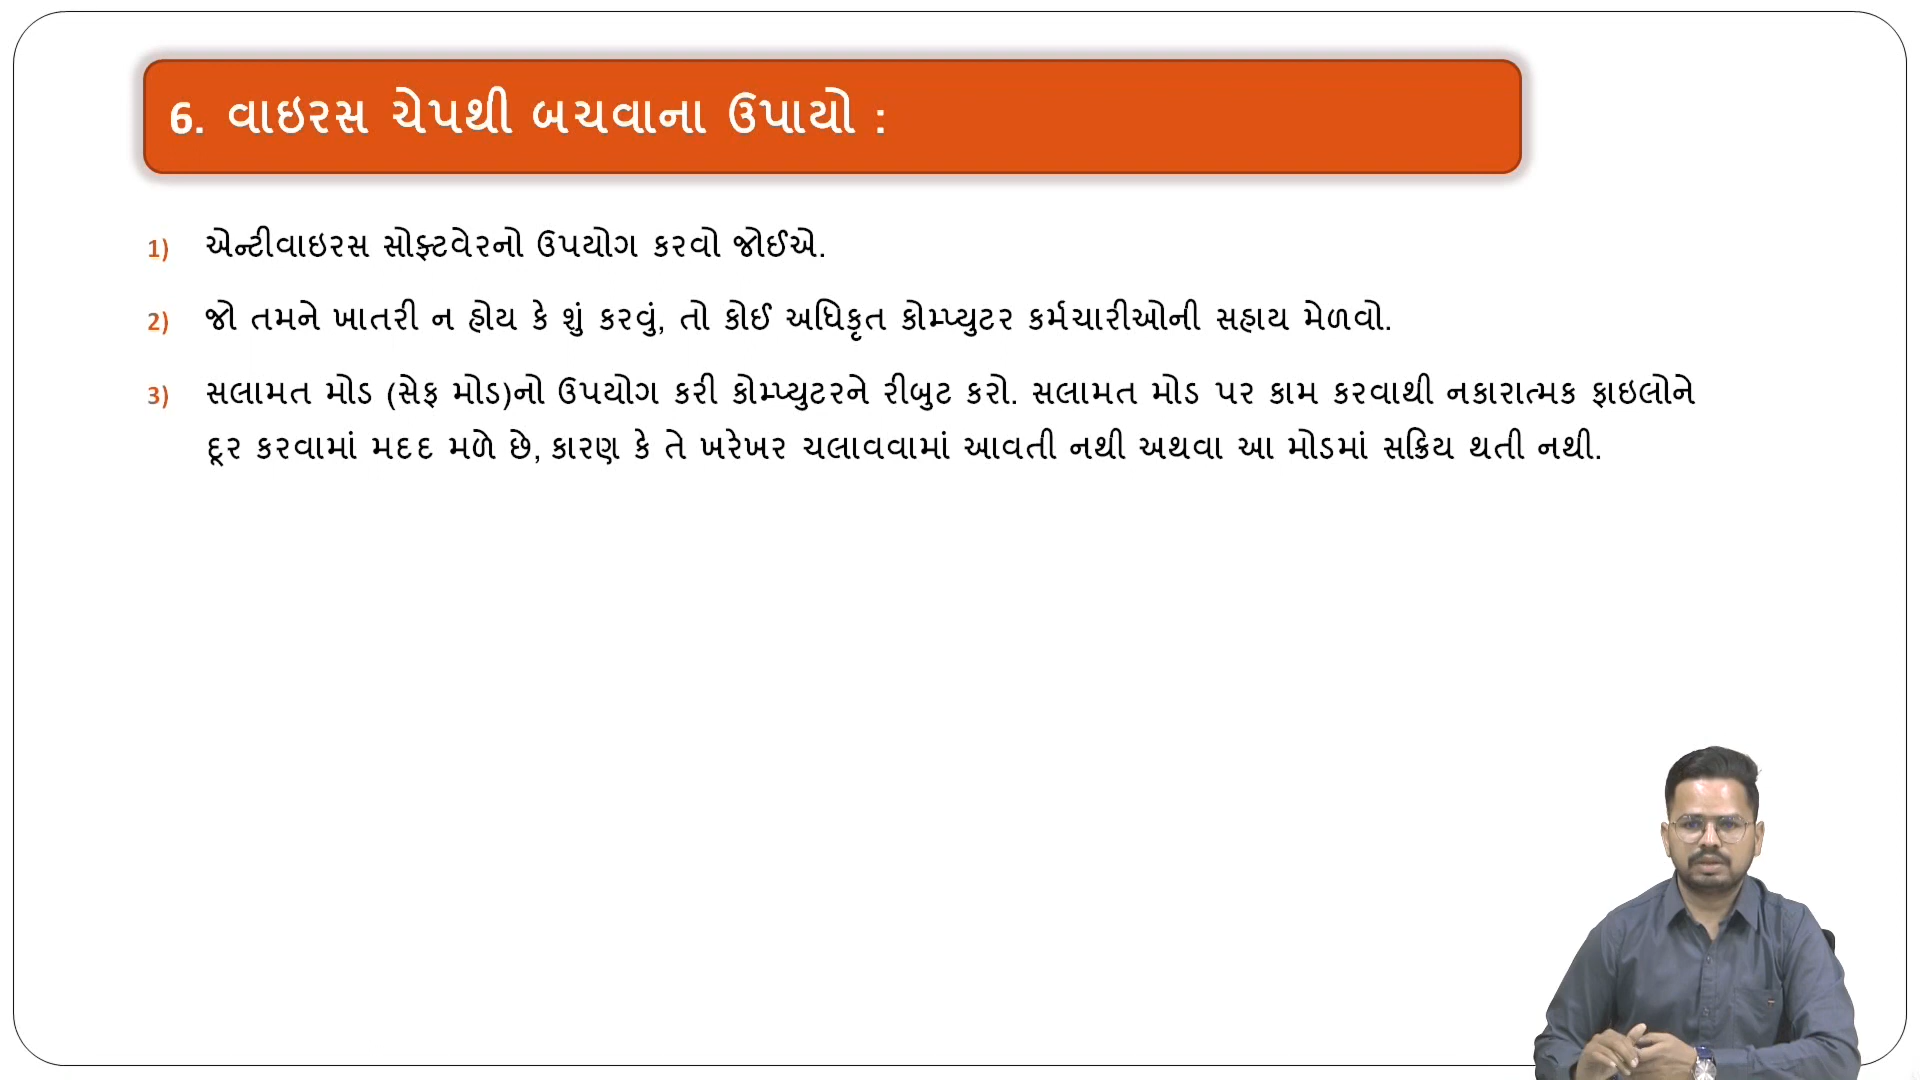 6. વાઇરસ ચેપથી બચવાના ઉપાયો :
1) એન્ટીવાઇરસ સોફ્ટવેરનો ઉપયોગ કરવો જોઈએ.
2) જો તમને ખાતરી ન હોય કે શું કરવું, તો કોઈ અધિકૃત કોમ્પ્યુટર કર્મચારીઓની સહાય મેળવો.
3) સલામત મોડ (સેફ મોડ)નો ઉપયોગ કરી કોમ્પ્યુટરને રીબુટ કરો. સલામત મોડ પર કામ કરવાથી નકારાત્મક ફાઇલોને
દૂર કરવામાં મદદ મળે છે, કારણ કે તે ખરેખર ચલાવવામાં આવતી નથી અથવા આ મોડમાં સક્રિય થતી નથી.